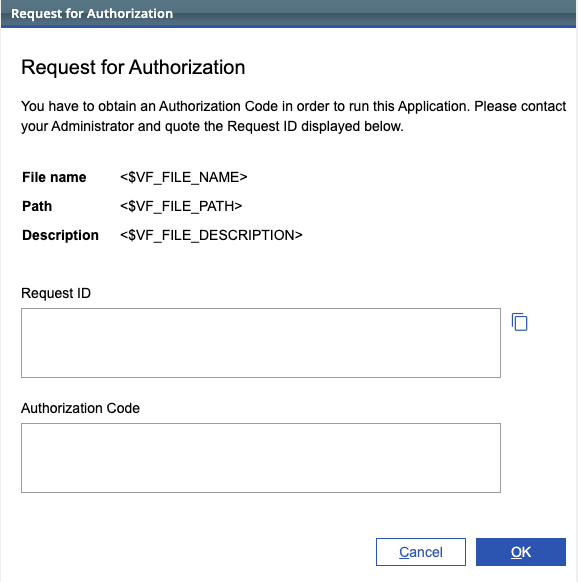 Request for Authorization
Request for Authorization
You have to obtain an Authorization Code in order to run this Application. Please contact
your Administrator and quote the Request ID displayed below.
File name <$VF_FILE_NAME>
Path <$VF_FILE_PATH>
Description <$VF_FILE_DESCRIPTION>
Request ID
Authorization Code
Cancel OK